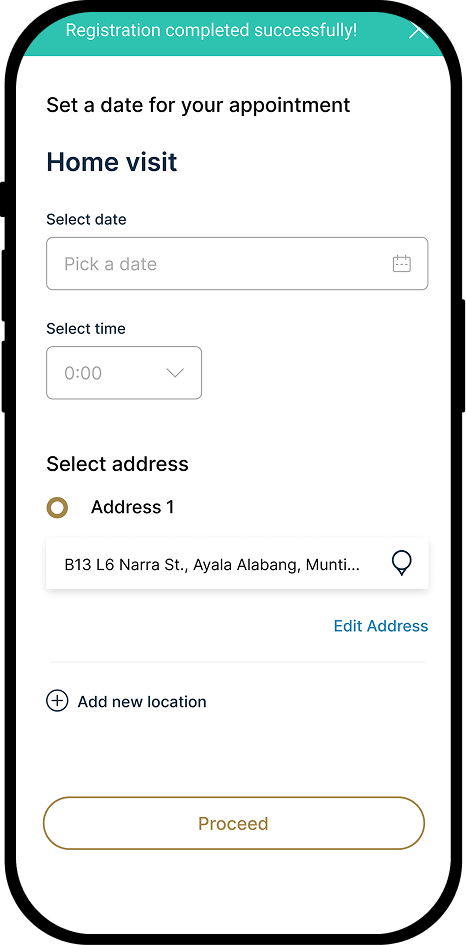 Registration completed successfully!
Set a date for your appointment
Home visit
Select date
Pick a date
Select time
0:00
Select address
Address 1
B13 L6 Narra St., Ayala Alabang, Munti...
Edit Address
Add new location
Proceed